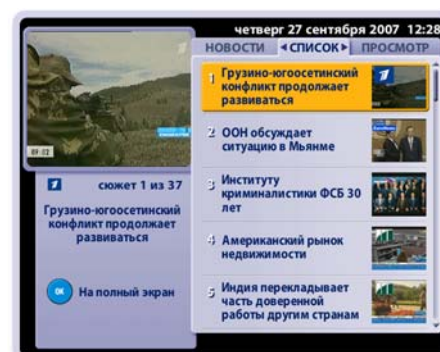 четверг 27 сентября 2007 12:28
НОВОСТИ ◄СПИСОК► ПРОСМОТР
09:02
1 сюжет 1 из 37
Грузино-югоосетинский
конфликт продолжает
развиваться
OK На полный экран
1 Грузино-югоосетинский
конфликт продолжает
развиваться
2 ООН обсуждает
ситуацию в Мьянме
3 Институту
криминалистики ФСБ 30
лет
4 Американский рынок
недвижимости
5 Индия перекладывает
часть доверенной
работы другим странам